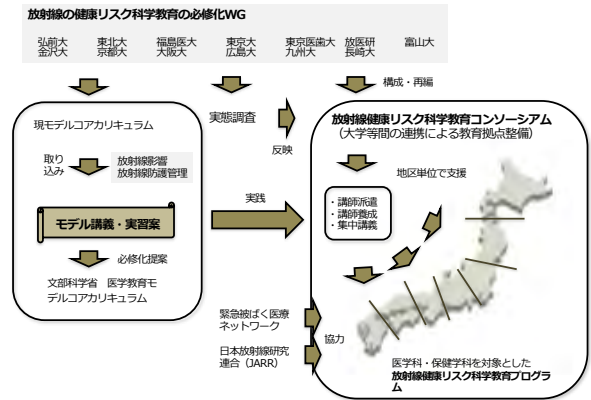 放射線の健康リスク科学教育の必修化WG
弘前大 東北大 福島医大 東京大 東京医歯大 放医研 富山大
金沢大 京都大 大阪大 広島大 九州大 長崎大
構成・再編
現モデルコアカリキュラム
取り
込み
放射線影響
放射線防護管理
モデル講義・実習案
必修化提案
文部科学省 医学教育モ
デルコアカリキュラム
実態調査
反映
実践
放射線健康リスク科学教育コンソーシアム
(大学等間の連携による教育拠点整備)
地区単位で支援
・講師派遣
・講師養成
・集中講義
緊急被ばく医療
ネットワーク
協力
日本放射線研究
連合(JARR)
医学科・保健学科を対象とした
放射線健康リスク科学教育プログラ
ム